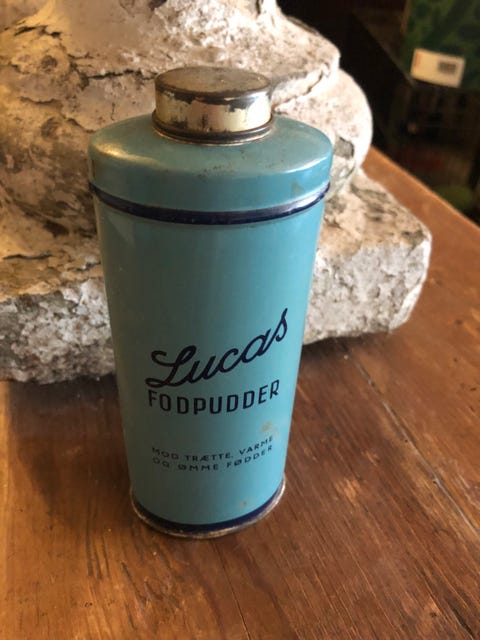 Lucas
FODPUDDER
MOD TRÆTTE, VARME
OG ØMME FØDDER